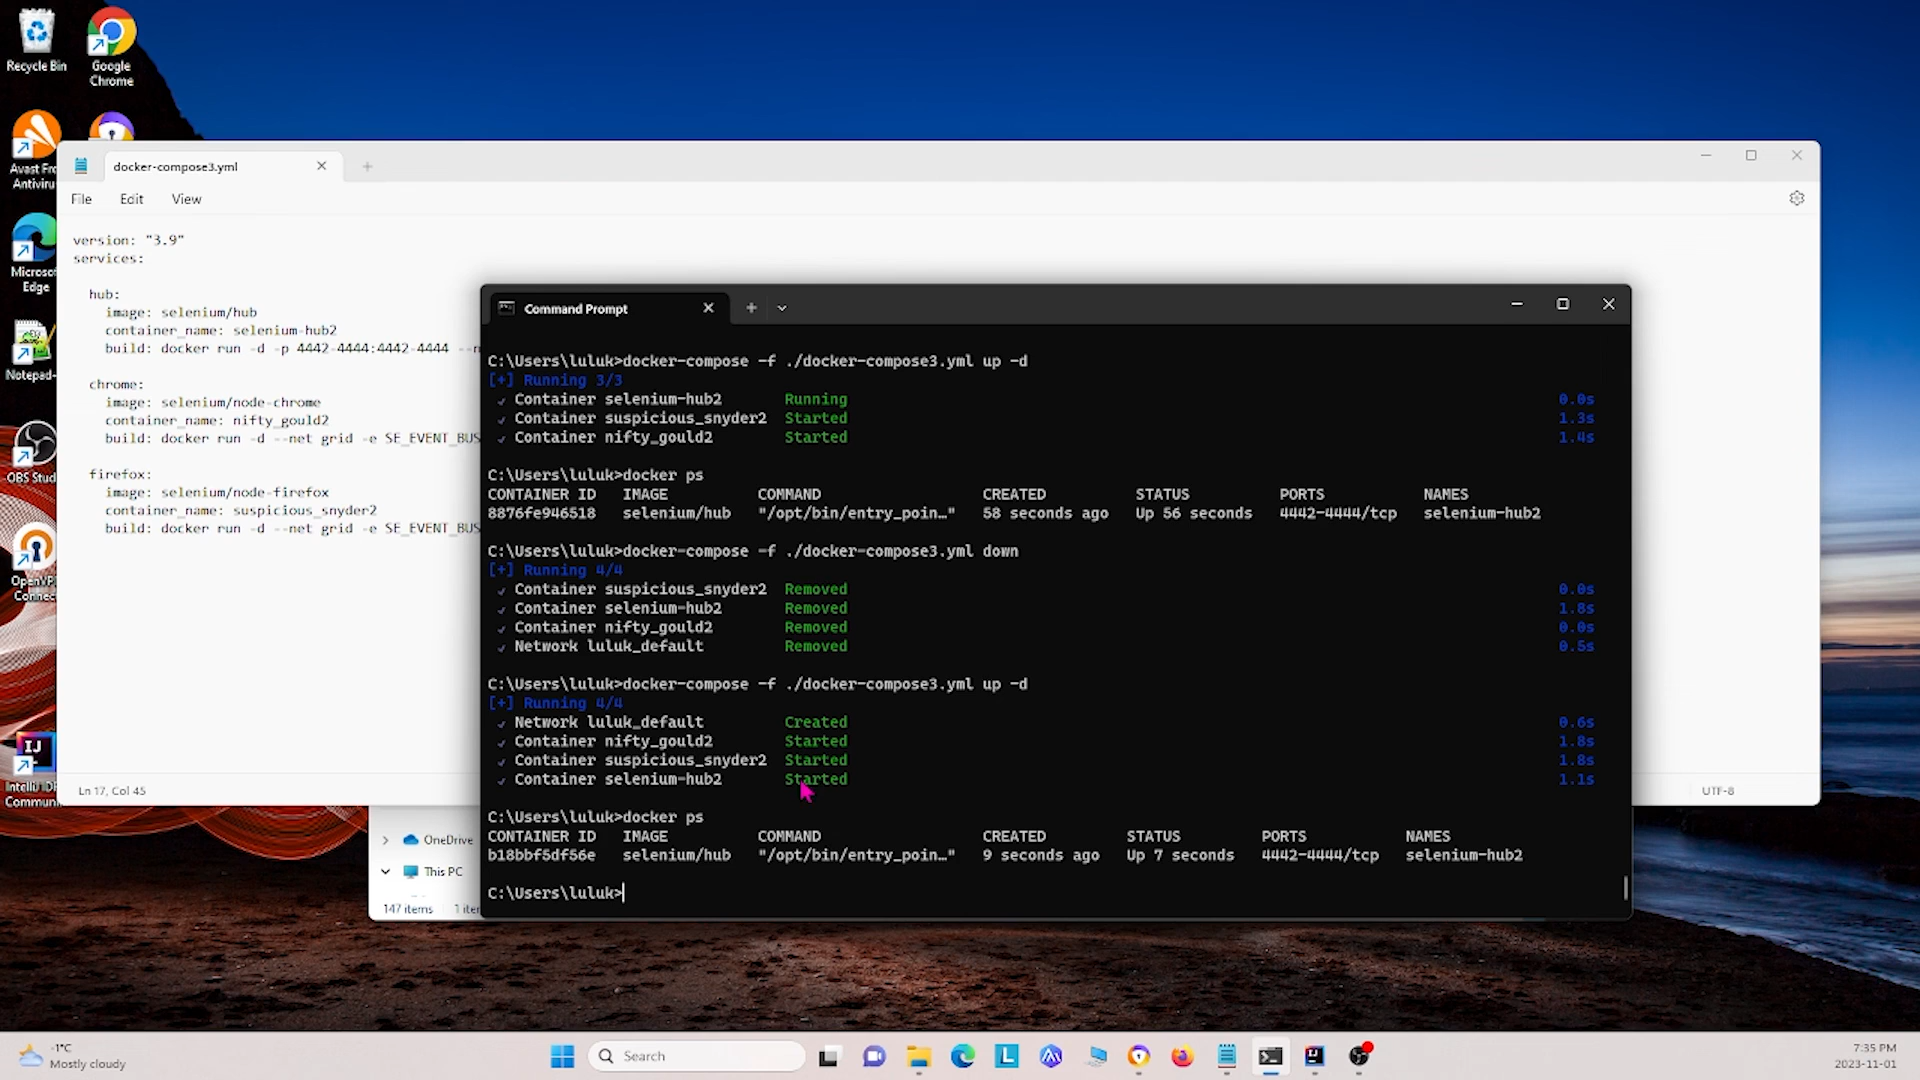 Recycle Bin
Google
Chrome
Avast Fr
Antiviru
Microso
Edge
Notepad-
OBS Stud
OpenVP
Connec
IJ
IntelliJ ID
Commun
docker-compose3.yml
File Edit View
version: "3.9"
services:
hub:
image: selenium/hub
container_name: selenium-hub2
build: docker run -d -p 4442-4444:4442-4444 --n
chrome:
image: selenium/node-chrome
container_name: nifty_gould2
build: docker run -d --net grid -e SE_EVENT_BUS
firefox:
image: selenium/node-firefox
container_name: suspicious_snyder2
build: docker run -d --net grid -e SE_EVENT_BUS
Ln 17, Col 45
UTF-8
Command Prompt
C:\Users\luluk>docker-compose -f ./docker-compose3.yml up -d
[+] Running 3/3
✓ Container selenium-hub2 Running 0.0s
✓ Container suspicious_snyder2 Started 1.3s
✓ Container nifty_gould2 Started 1.4s
C:\Users\luluk>docker ps
CONTAINER ID IMAGE COMMAND CREATED STATUS PORTS NAMES
8876fe946518 selenium/hub "/opt/bin/entry_poin…" 58 seconds ago Up 56 seconds 4442-4444/tcp selenium-hub2
C:\Users\luluk>docker-compose -f ./docker-compose3.yml down
[+] Running 4/4
✓ Container suspicious_snyder2 Removed 0.0s
✓ Container selenium-hub2 Removed 1.8s
✓ Container nifty_gould2 Removed 0.0s
✓ Network luluk_default Removed 0.5s
C:\Users\luluk>docker-compose -f ./docker-compose3.yml up -d
[+] Running 4/4
✓ Network luluk_default Created 0.6s
✓ Container nifty_gould2 Started 1.8s
✓ Container suspicious_snyder2 Started 1.8s
✓ Container selenium-hub2 Started 1.1s
C:\Users\luluk>docker ps
CONTAINER ID IMAGE COMMAND CREATED STATUS PORTS NAMES
b18bbf5df56e selenium/hub "/opt/bin/entry_poin…" 9 seconds ago Up 7 seconds 4442-4444/tcp selenium-hub2
C:\Users\luluk>
OneDrive
This PC
147 items 1 iter
-1°C
Mostly cloudy
Search
7:35 PM
2023-11-01